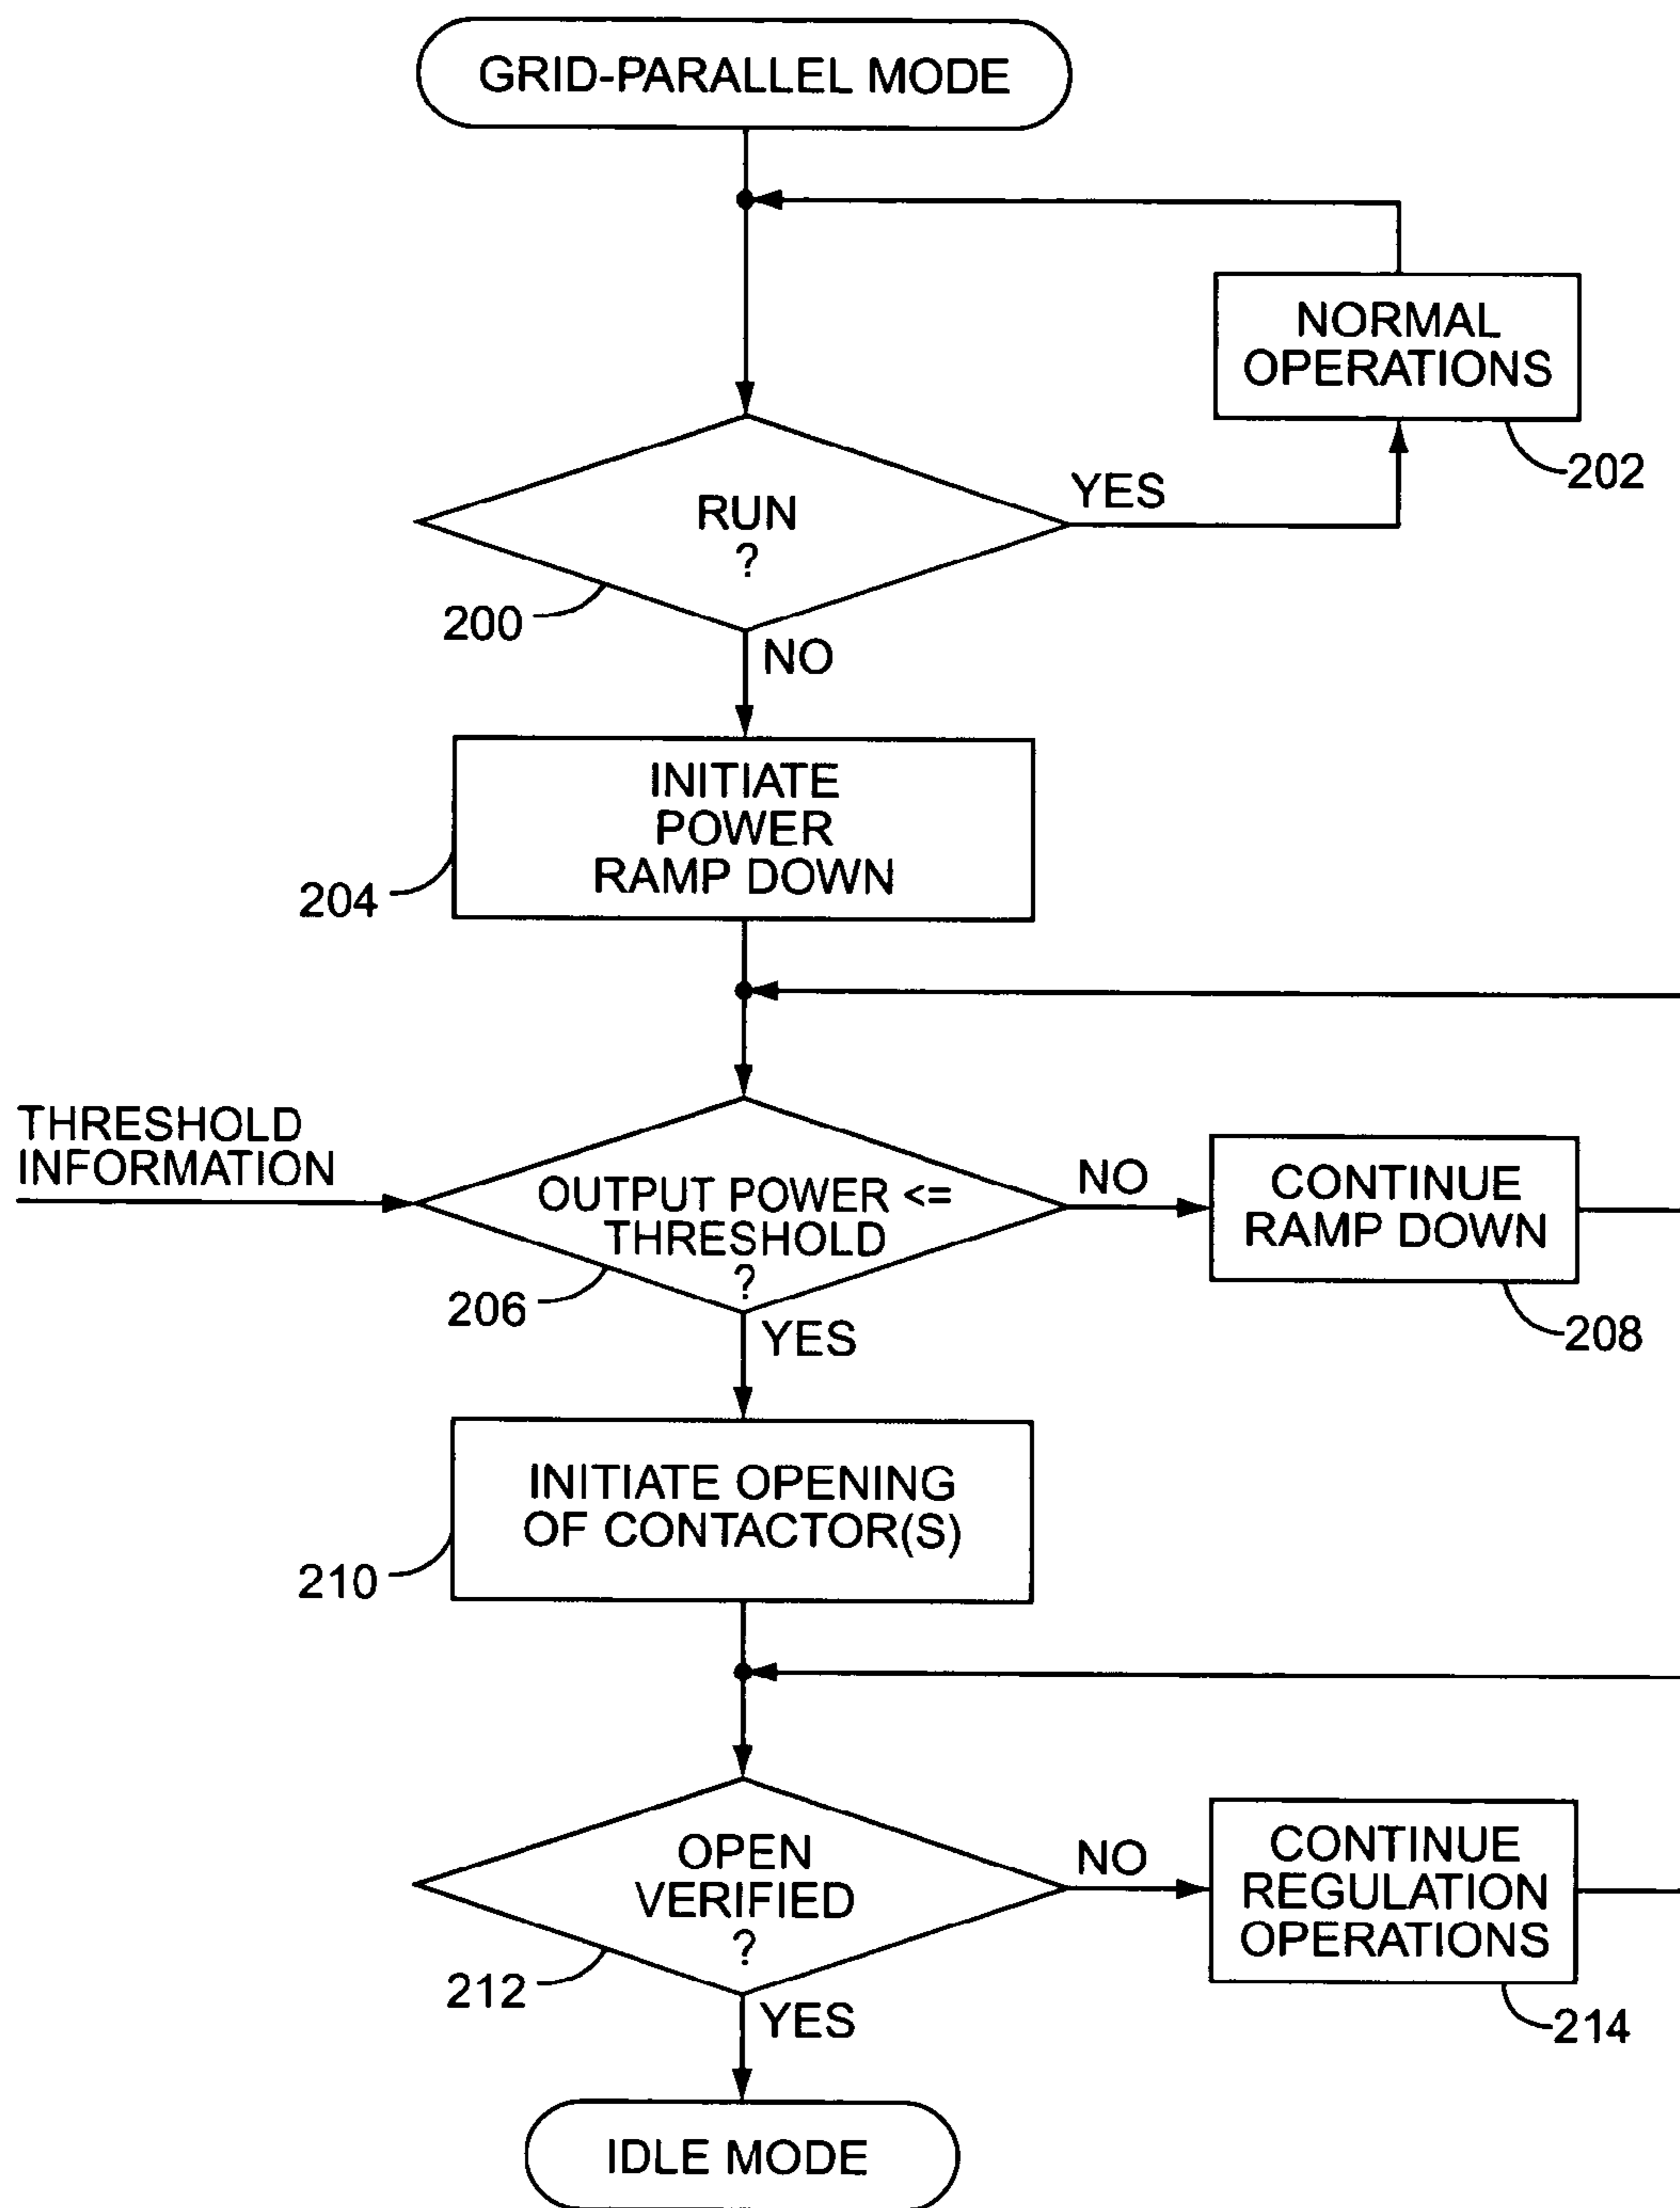 GRID-PARALLEL MODE
NORMAL
OPERATIONS
202
YES
RUN
?
200
NO
INITIATE
POWER
RAMP DOWN
204
THRESHOLD
INFORMATION
OUTPUT POWER <=
THRESHOLD
?
206
NO
CONTINUE
RAMP DOWN
208
YES
INITIATE OPENING
OF CONTACTOR(S)
210
OPEN
VERIFIED
?
212
NO
CONTINUE
REGULATION
OPERATIONS
214
YES
IDLE MODE